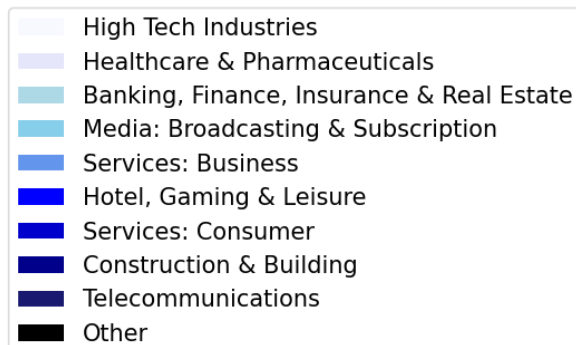 High Tech Industries
Healthcare & Pharmaceuticals
Banking, Finance, Insurance & Real Estate
Media: Broadcasting & Subscription
Services: Business
Hotel, Gaming & Leisure
Services: Consumer
Construction & Building
Telecommunications
Other